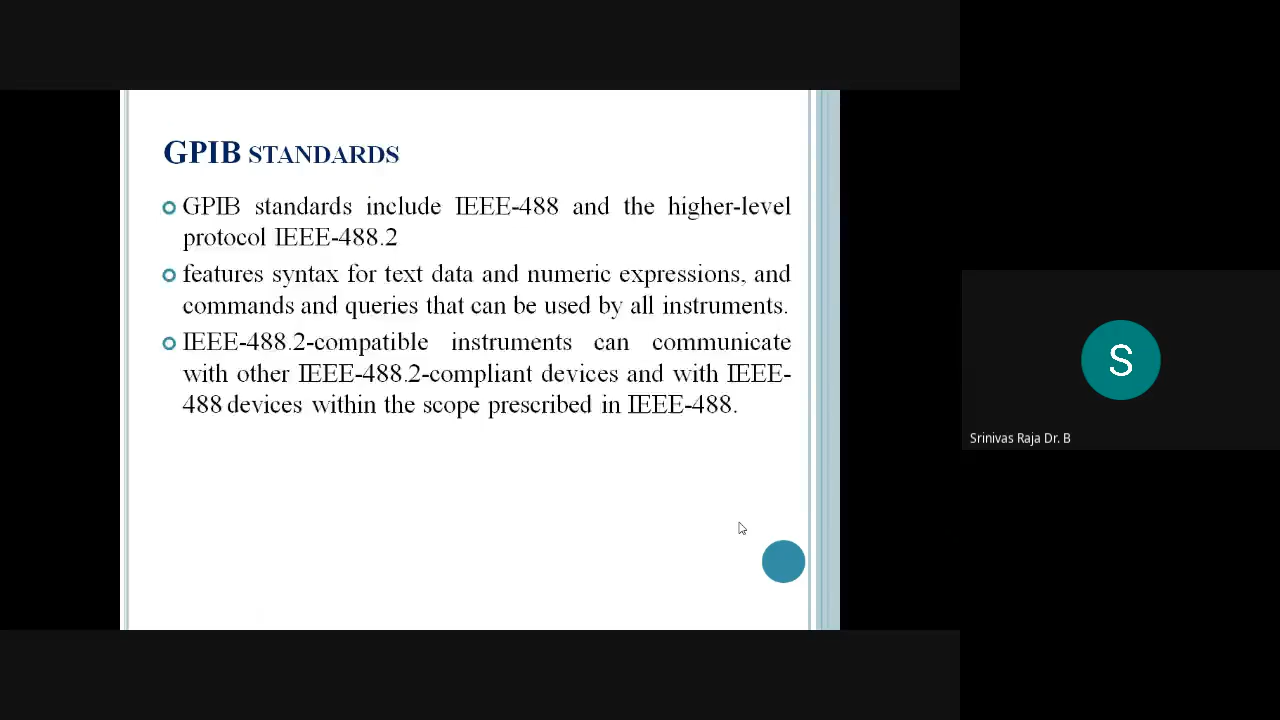 GPIB STANDARDS
GPIB standards include IEEE-488 and the higher-level
protocol IEEE-488.2
features syntax for text data and numeric expressions, and
commands and queries that can be used by all instruments.
IEEE-488.2-compatible instruments can communicate
with other IEEE-488.2-compliant devices and with IEEE-
488 devices within the scope prescribed in IEEE-488.
S
Srinivas Raja Dr. B